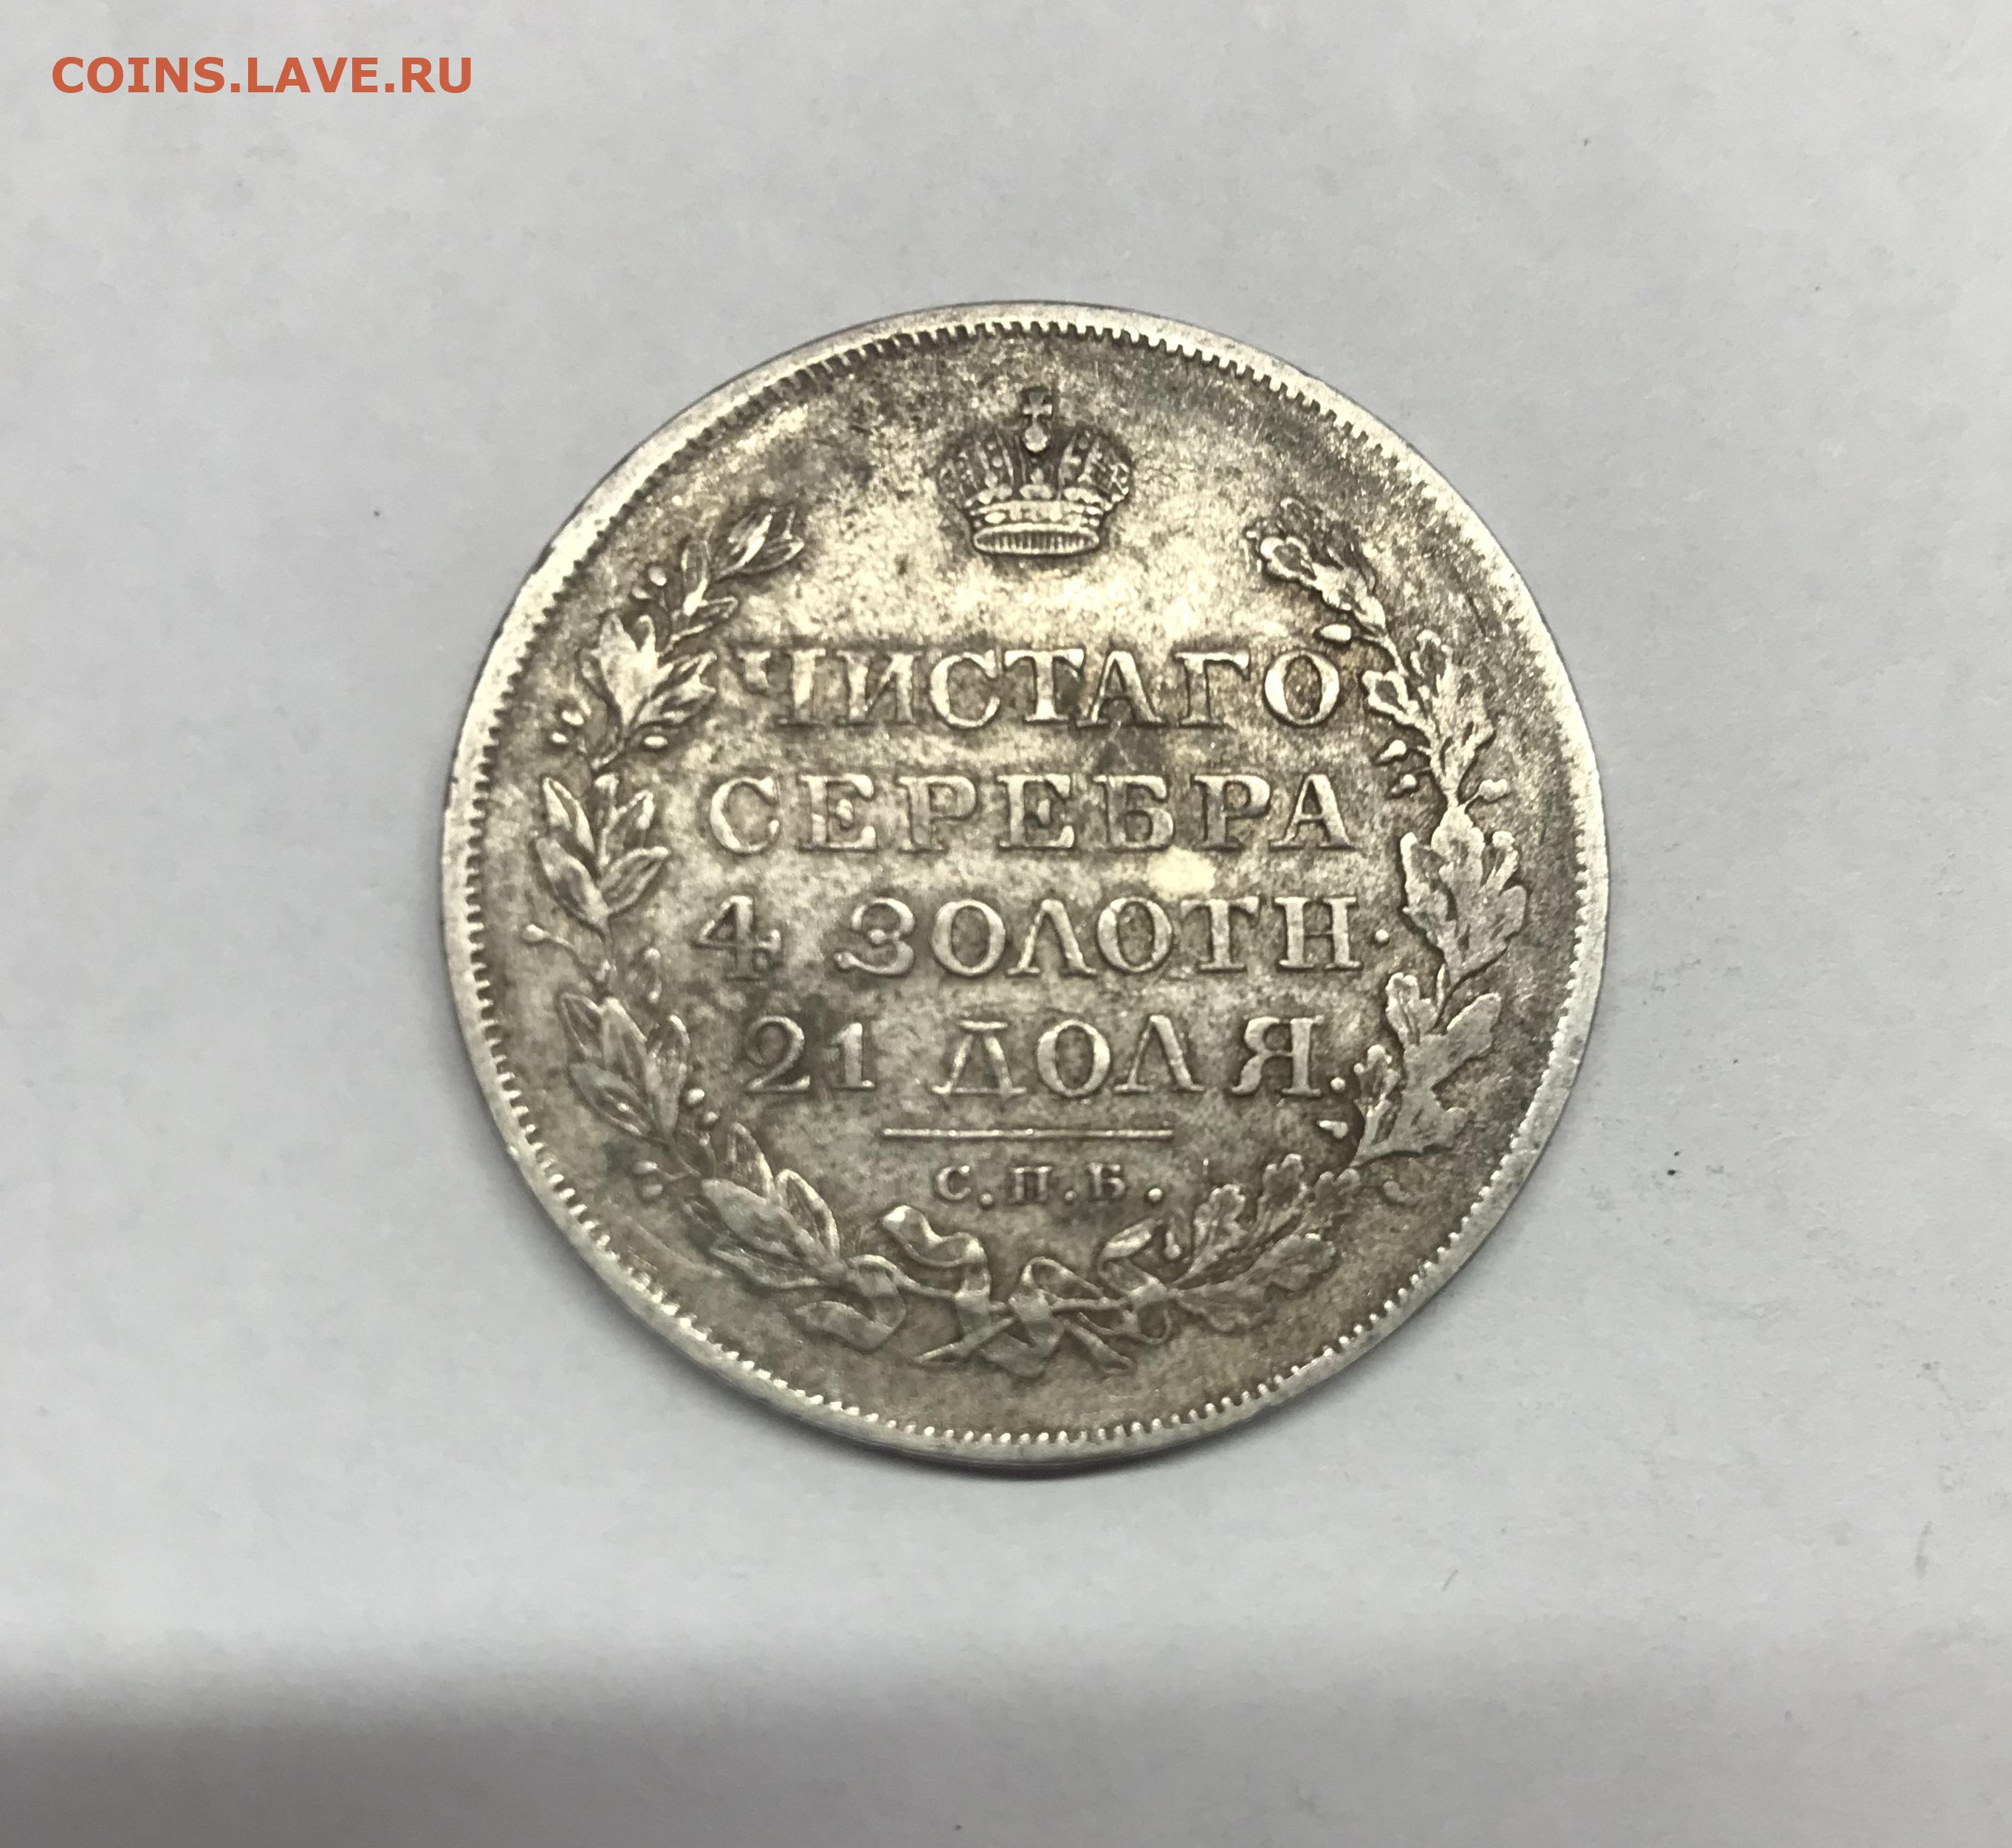 COINS.LAVE.RU
ЧИСТАГО
СЕРЕБРА
4 ЗОЛОТН.
21 ДОЛЯ.
С.П.Б.